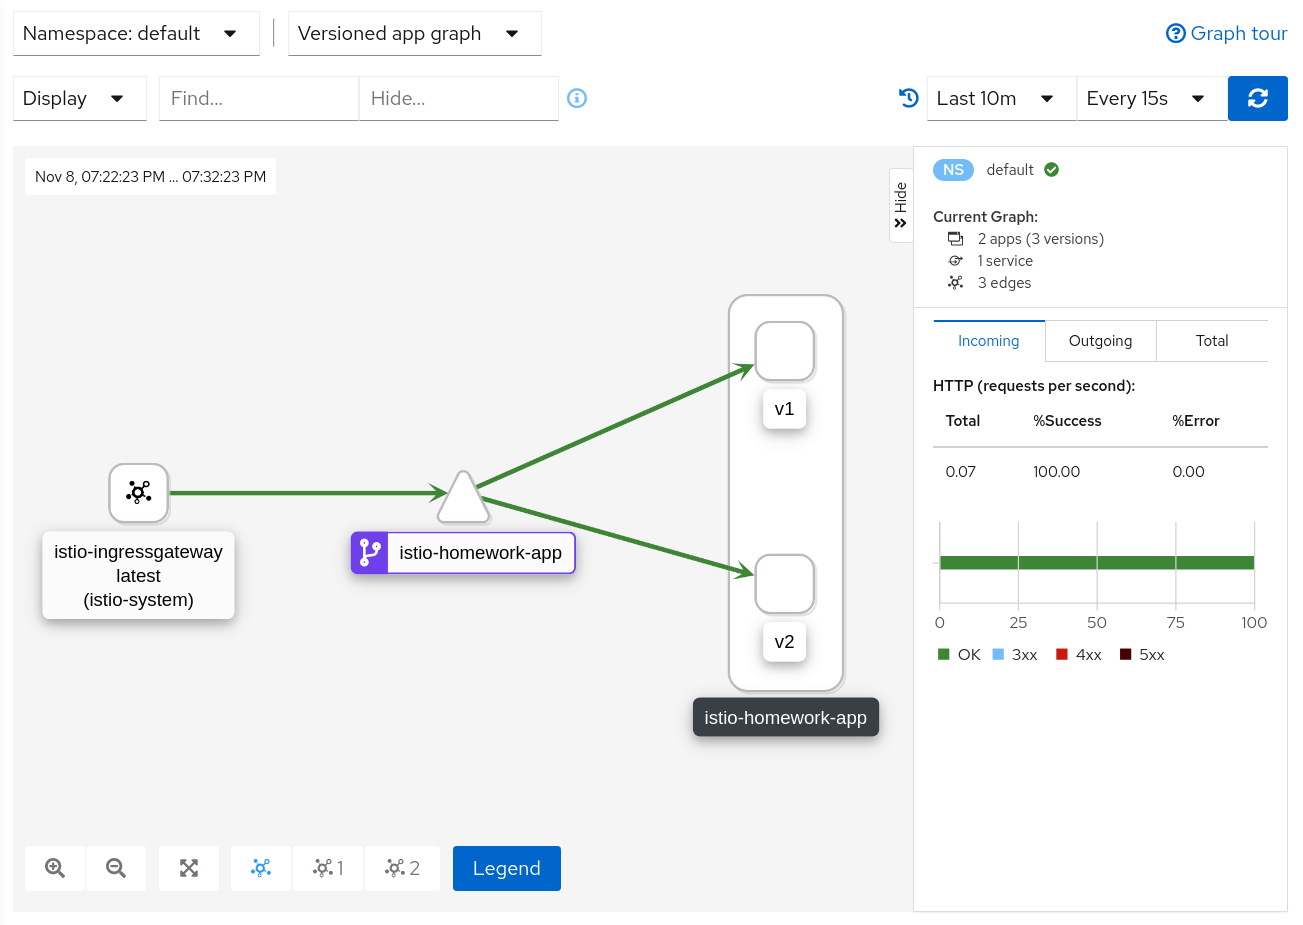 Namespace: default
Versioned app graph
Graph tour
Display
Find...
Hide...
Last 10m
Every 15s
Nov 8, 07:22:23 PM ... 07:32:23 PM
Hide
istio-ingressgateway
latest
(istio-system)
istio-homework-app
v1
v2
istio-homework-app
1
2
Legend
NS default
Current Graph:
2 apps (3 versions)
1 service
3 edges
Incoming
Outgoing
Total
HTTP (requests per second):
Total %Success %Error
0.07 100.00 0.00
0 25 50 75 100
OK 3xx 4xx 5xx